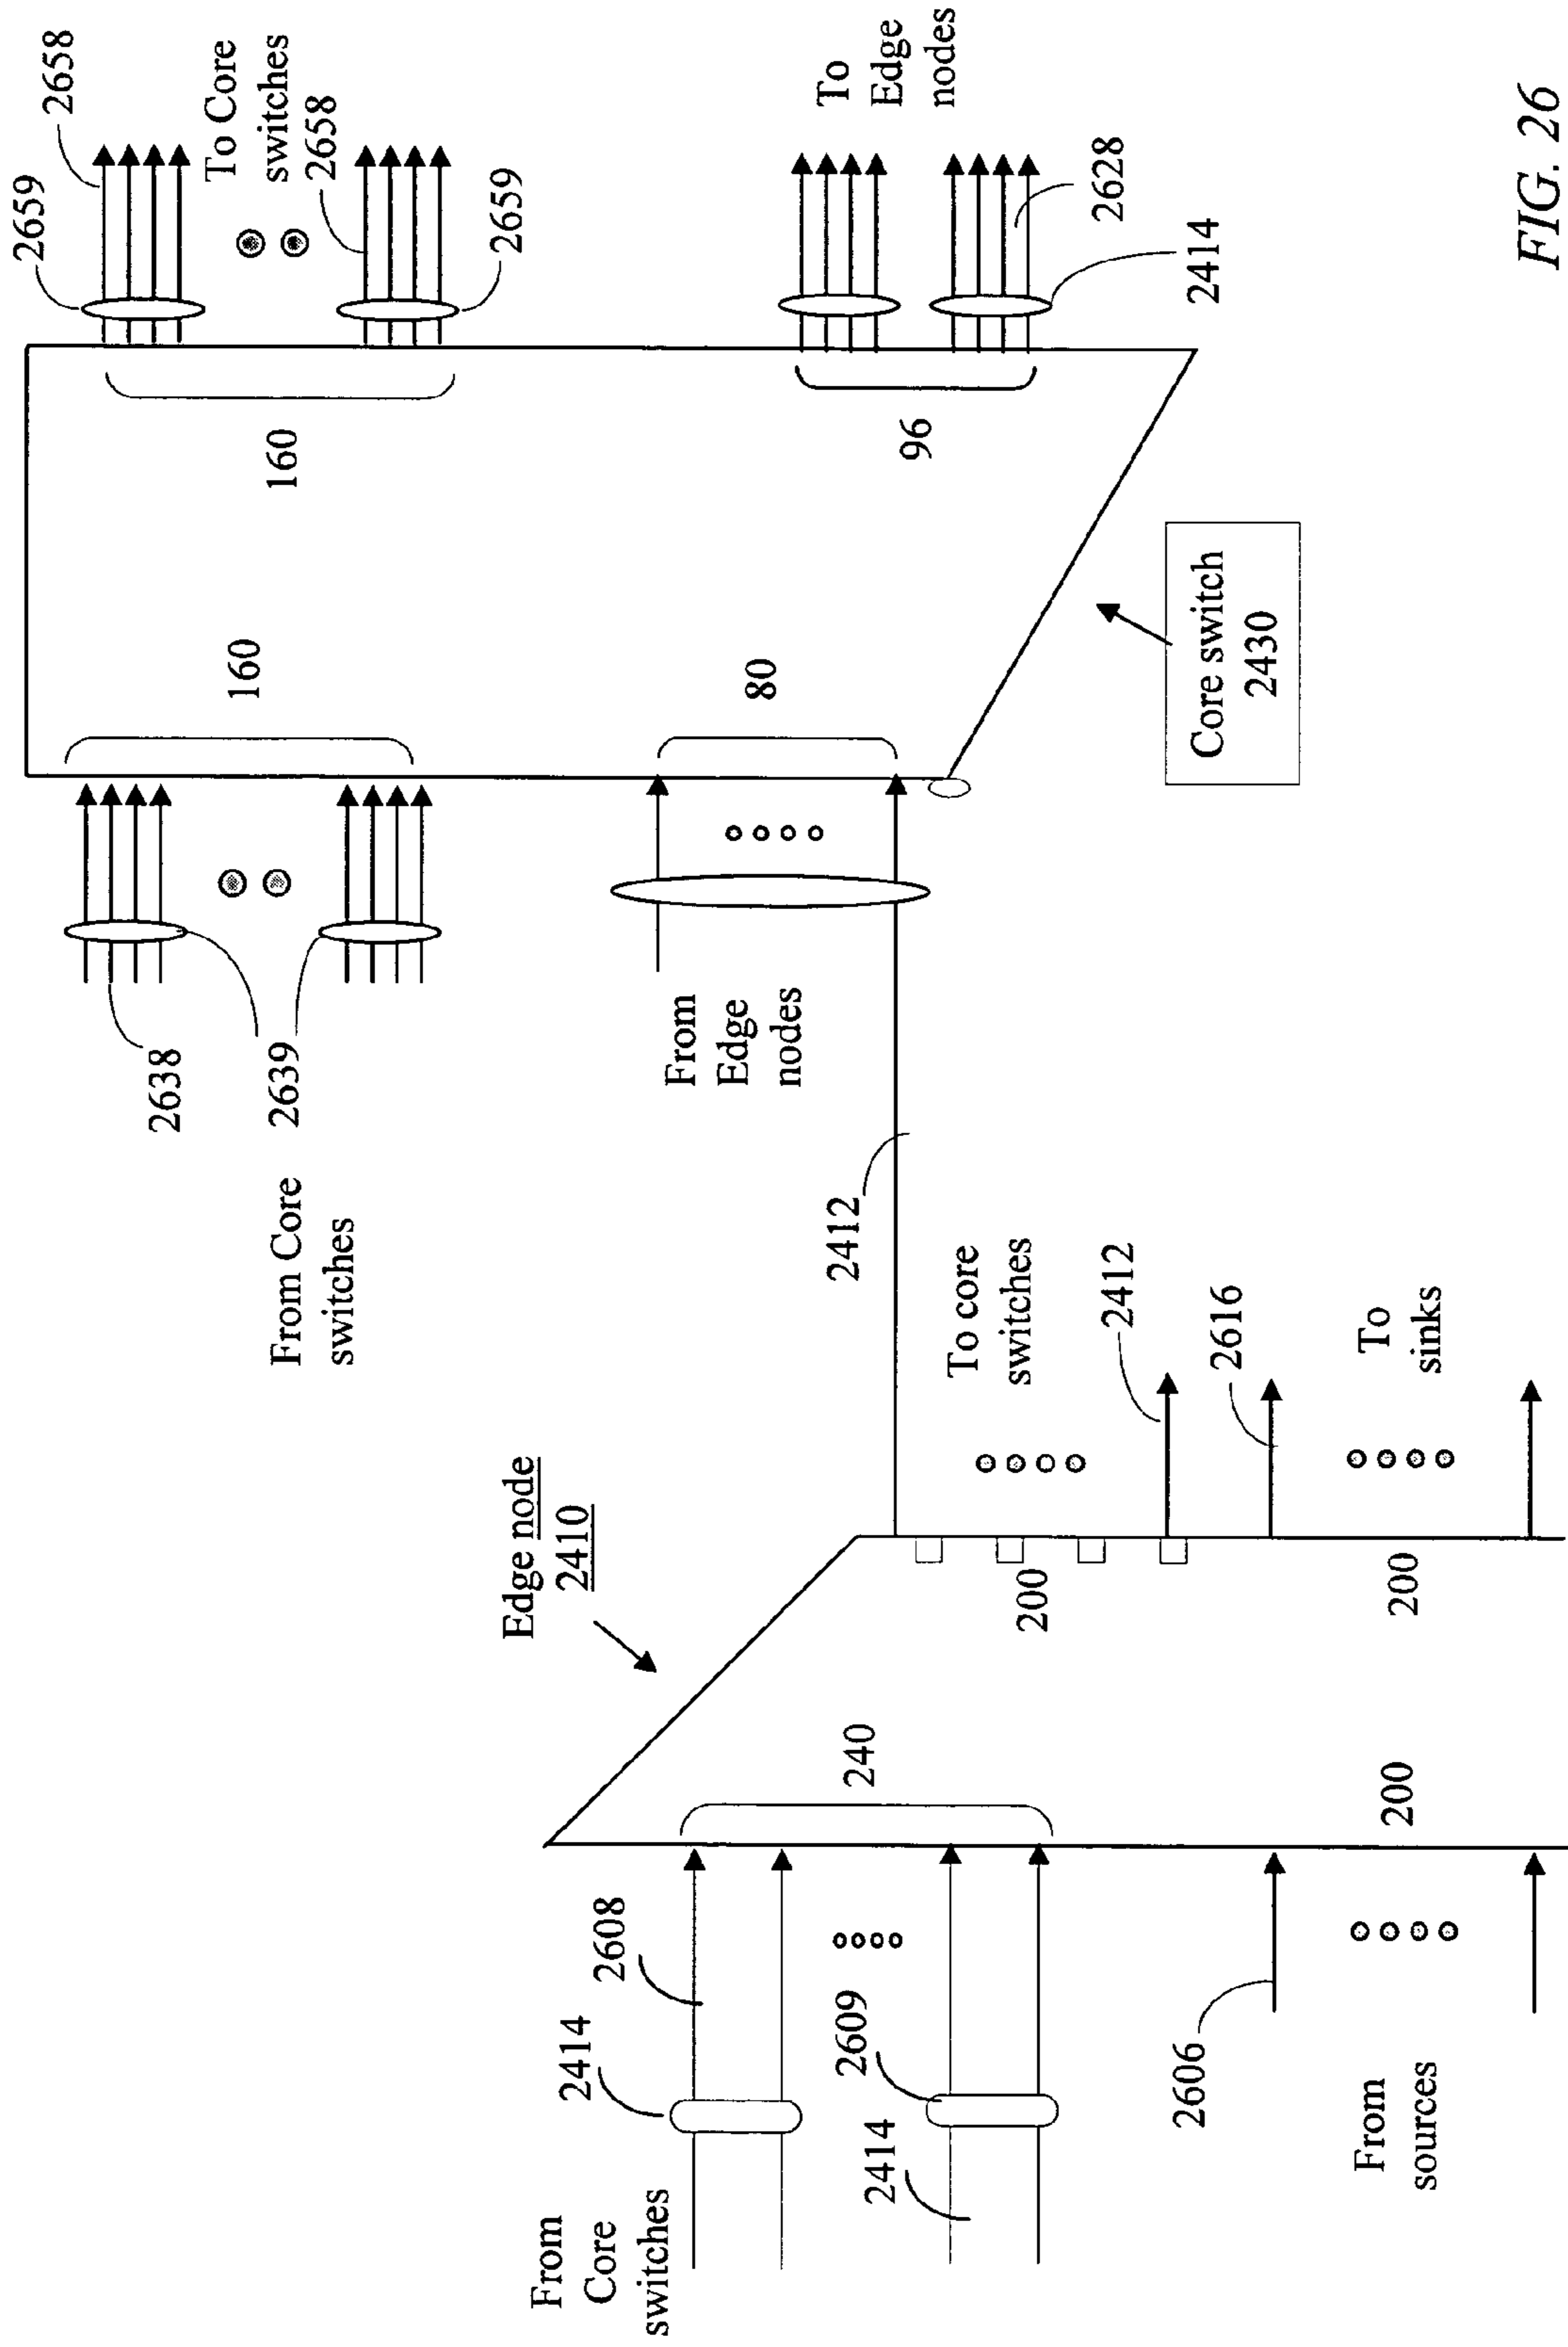 2659
2658
To Core
switches
2658
2659
160
To
Edge
nodes
96
2628
2414
160
80
Core switch
2430
2638
2639
From Core
switches
From
Edge
nodes
2412
Edge node
2410
To core
switches
2412
2616
To
sinks
200
200
240
200
2608
2414
2609
2414
From
Core
switches
2606
From
sources
FIG. 26